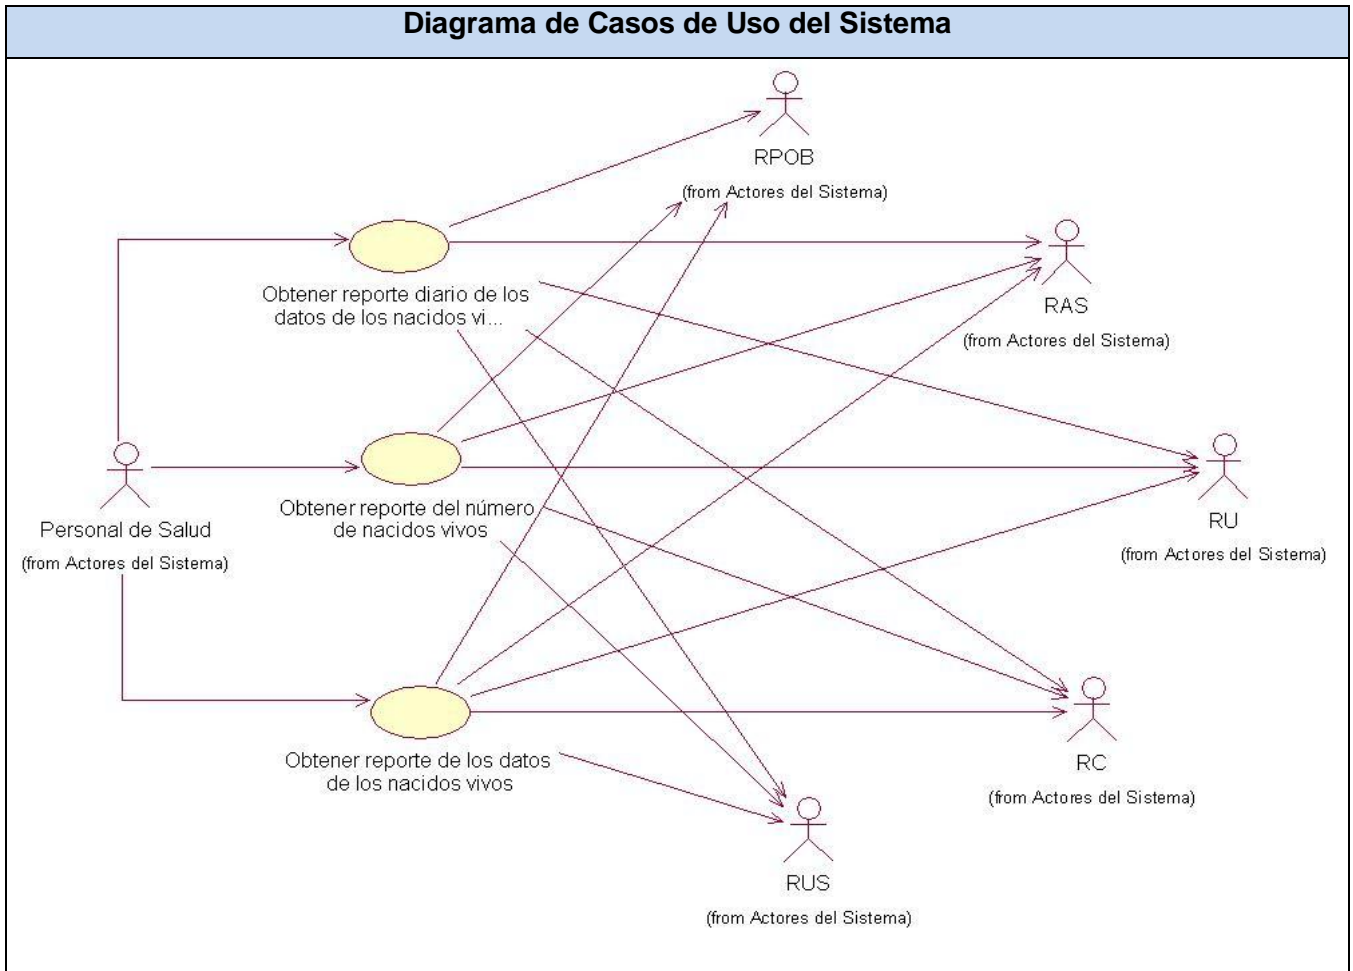 Diagrama de Casos de Uso del Sistema
RPOB
(from Actores del Sistema)
RAS
(from Actores del Sistema)
Obtener reporte diario de los
datos de los nacidos vi...
RU
(from Actores del Sistema)
Obtener reporte del número
de nacidos vivos
Personal de Salud
(from Actores del Sistema)
Obtener reporte de los datos
de los nacidos vivos
RC
(from Actores del Sistema)
RUS
(from Actores del Sistema)